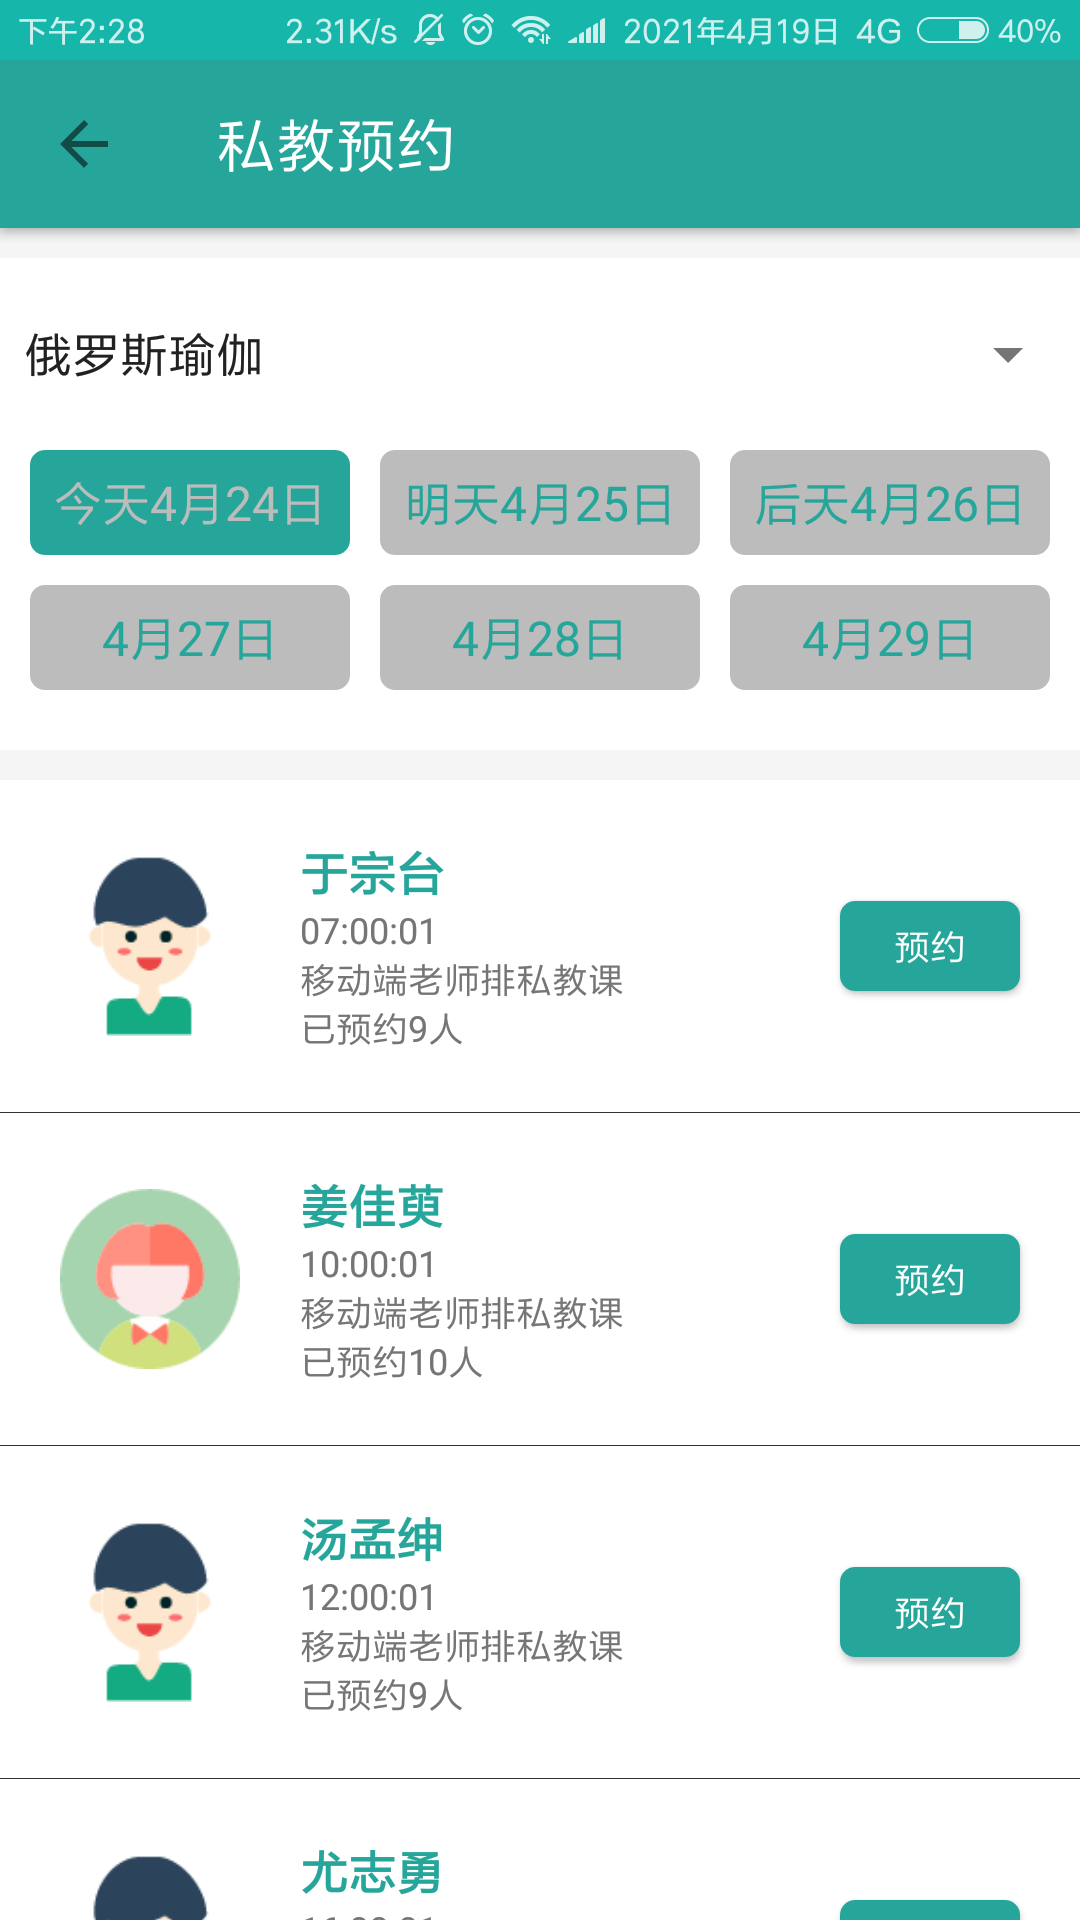 下午2:28 2.31K/s 2021年4月19日 4G 40%
私教预约
俄罗斯瑜伽
今天4月24日 明天4月25日 后天4月26日
4月27日 4月28日 4月29日
于宗台
07:00:01
移动端老师排私教课
已预约9人
预约
姜佳萸
10:00:01
移动端老师排私教课
已预约10人
预约
汤孟绅
12:00:01
移动端老师排私教课
已预约9人
预约
尤志勇